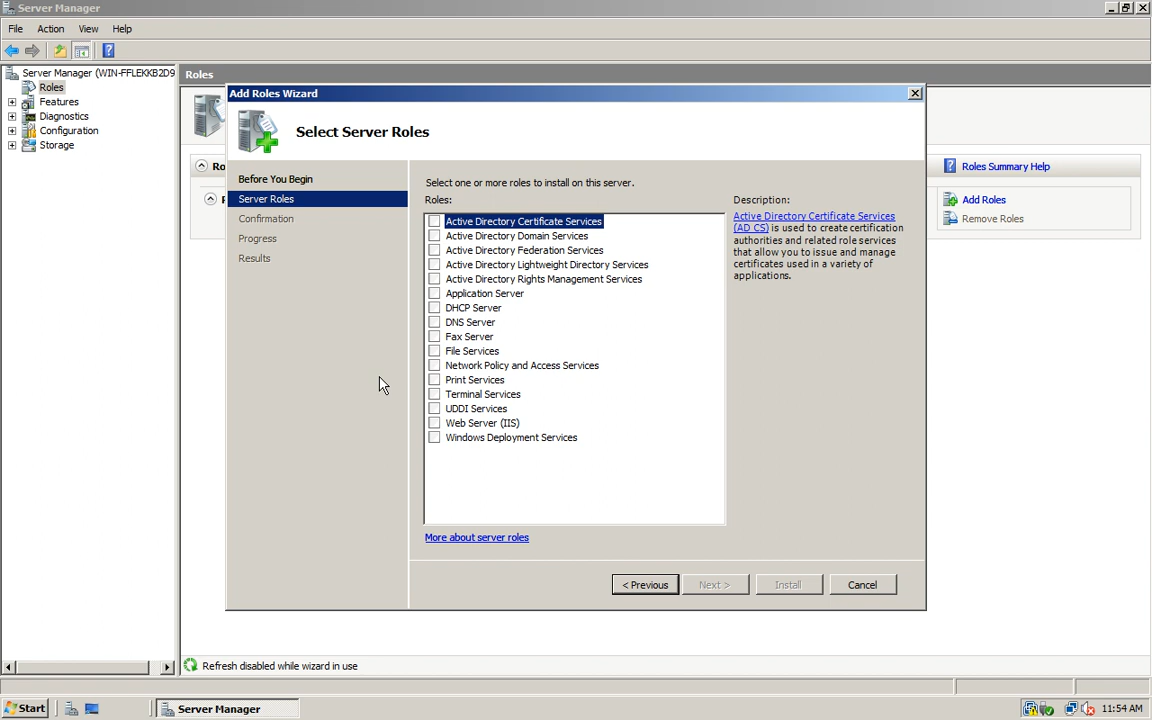 Server Manager
File Action View Help
Server Manager (WIN-FFLEKKB2D9
Roles
Features
Diagnostics
Configuration
Storage
Roles
Add Roles Wizard
Select Server Roles
Before You Begin
Server Roles
Confirmation
Progress
Results
Select one or more roles to install on this server.
Roles:
Active Directory Certificate Services
Active Directory Domain Services
Active Directory Federation Services
Active Directory Lightweight Directory Services
Active Directory Rights Management Services
Application Server
DHCP Server
DNS Server
Fax Server
File Services
Network Policy and Access Services
Print Services
Terminal Services
UDDI Services
Web Server (IIS)
Windows Deployment Services
More about server roles
Description:
Active Directory Certificate Services
(AD CS) is used to create certification
authorities and related role services
that allow you to issue and manage
certificates used in a variety of
applications.
< Previous
Next >
Install
Cancel
Ro
Roles Summary Help
Add Roles
Remove Roles
Refresh disabled while wizard in use
Start
Server Manager
11:54 AM